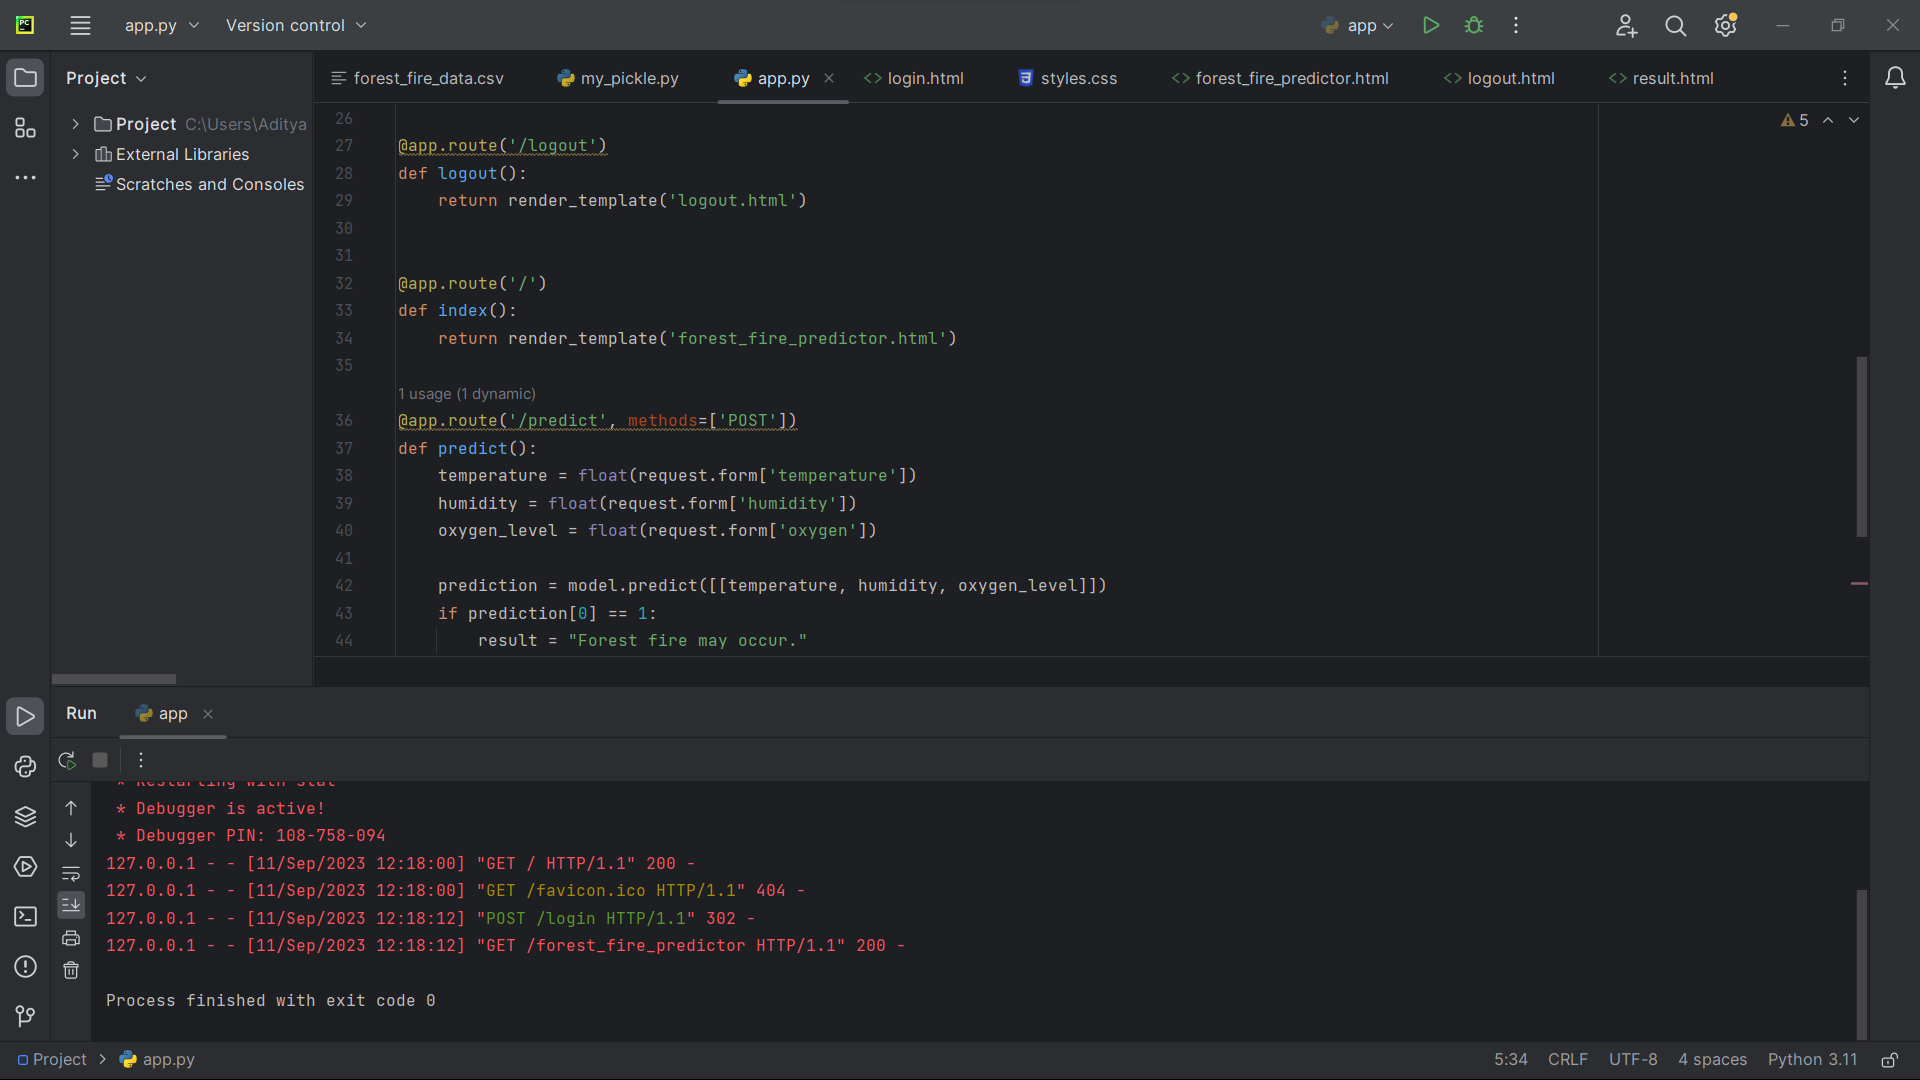 PC
app.py
Version control
app
Project
forest_fire_data.csv
my_pickle.py
app.py
<> login.html
styles.css
<> forest_fire_predictor.html
<> logout.html
<> result.html
Project C:\Users\Aditya
External Libraries
Scratches and Consoles
5
26
27 @app.route('/logout')
28 def logout():
29 return render_template('logout.html')
30
31
32 @app.route('/')
33 def index():
34 return render_template('forest_fire_predictor.html')
35
1 usage (1 dynamic)
36 @app.route('/predict', methods=['POST'])
37 def predict():
38 temperature = float(request.form['temperature'])
39 humidity = float(request.form['humidity'])
40 oxygen_level = float(request.form['oxygen'])
41
42 prediction = model.predict([[temperature, humidity, oxygen_level]])
43 if prediction[0] == 1:
44 result = "Forest fire may occur."
Run
app
* Restarting with stat
* Debugger is active!
* Debugger PIN: 108-758-094
127.0.0.1 - - [11/Sep/2023 12:18:00] "GET / HTTP/1.1" 200 -
127.0.0.1 - - [11/Sep/2023 12:18:00] "GET /favicon.ico HTTP/1.1" 404 -
127.0.0.1 - - [11/Sep/2023 12:18:12] "POST /login HTTP/1.1" 302 -
127.0.0.1 - - [11/Sep/2023 12:18:12] "GET /forest_fire_predictor HTTP/1.1" 200 -
Process finished with exit code 0
Project > app.py
5:34 CRLF UTF-8 4 spaces Python 3.11